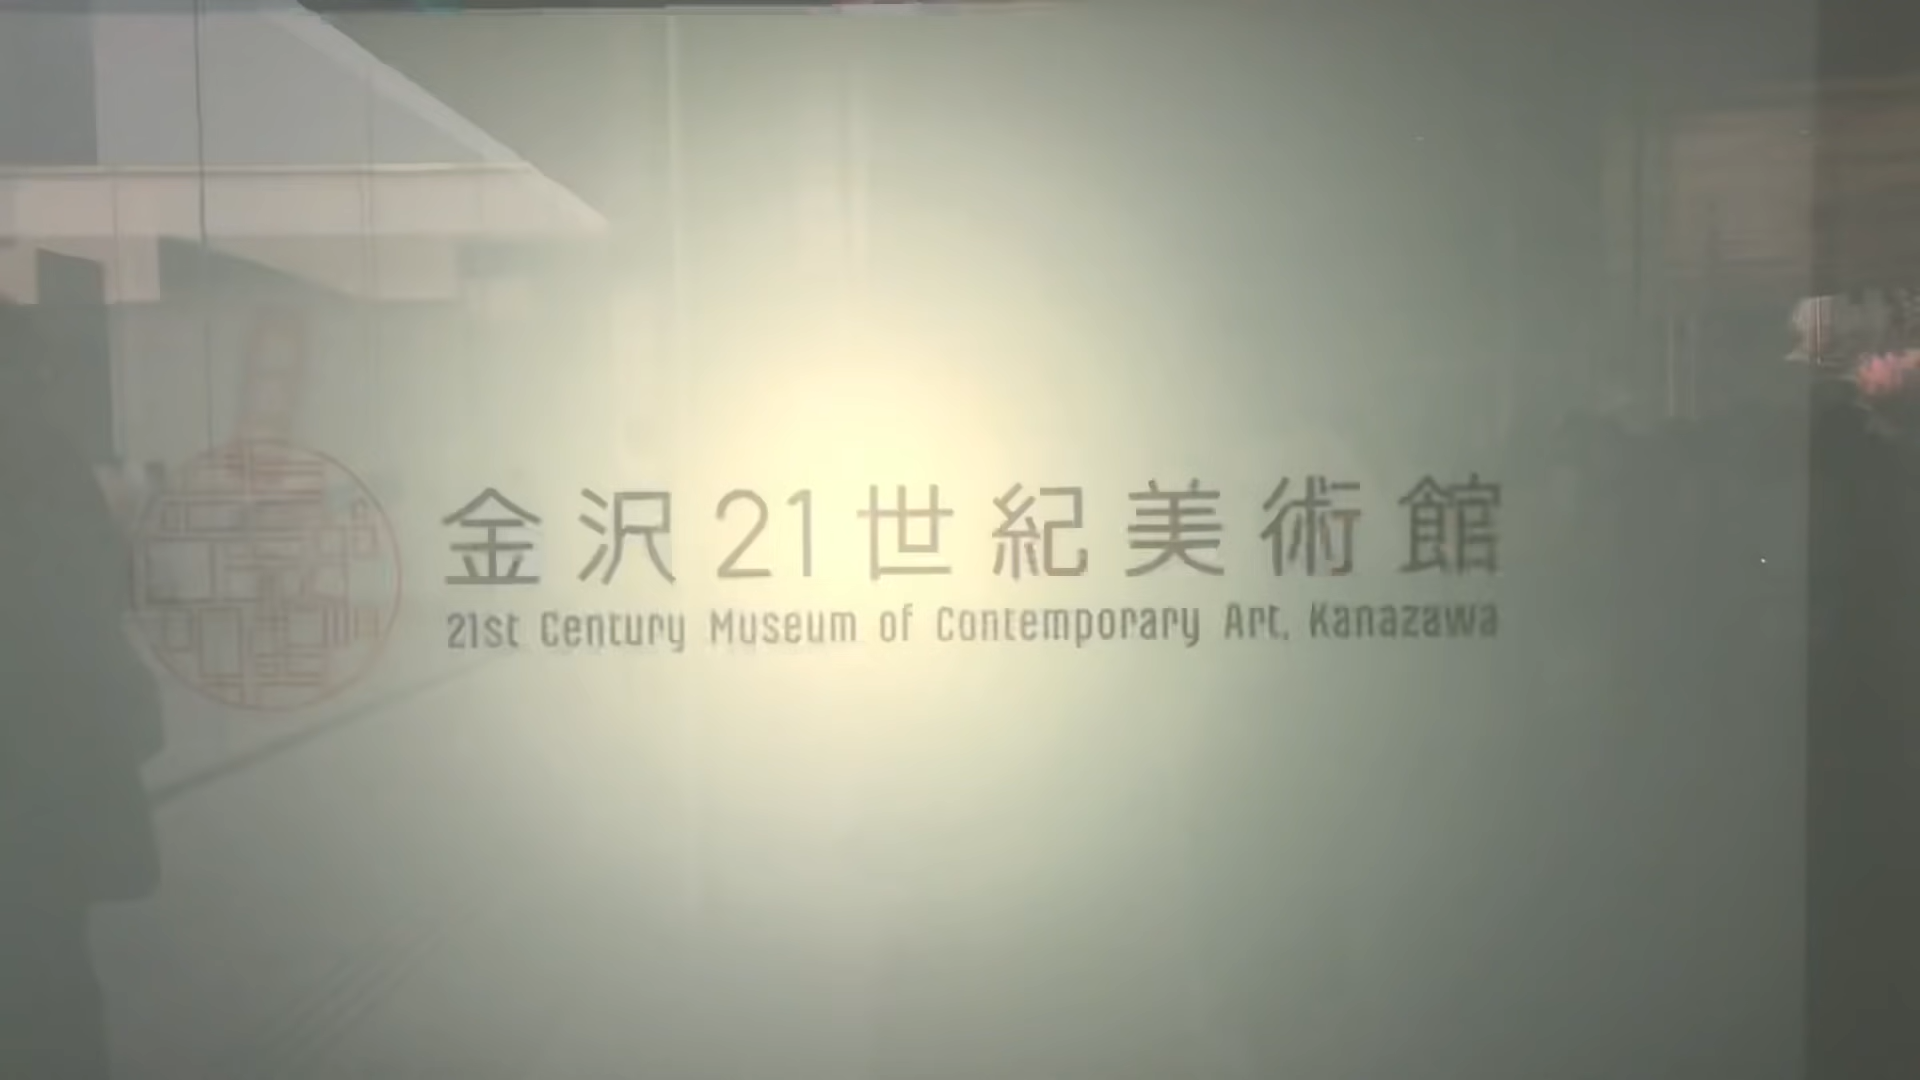 金沢21世紀美術館
21st Century Museum of Contemporary Art, Kanazawa